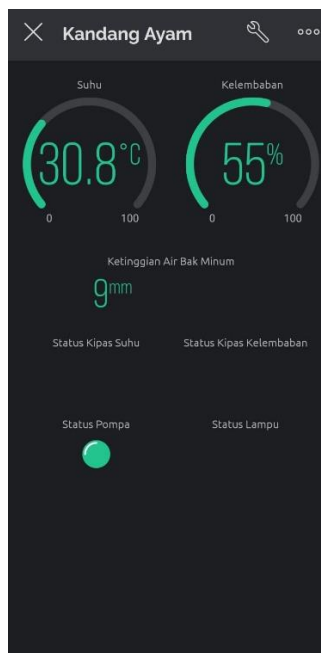 Kandang Ayam
Suhu Kelembaban
30.8°C 55%
0 100 0 100
Ketinggian Air Bak Minum
9mm
Status Kipas Suhu Status Kipas Kelembaban
Status Pompa Status Lampu